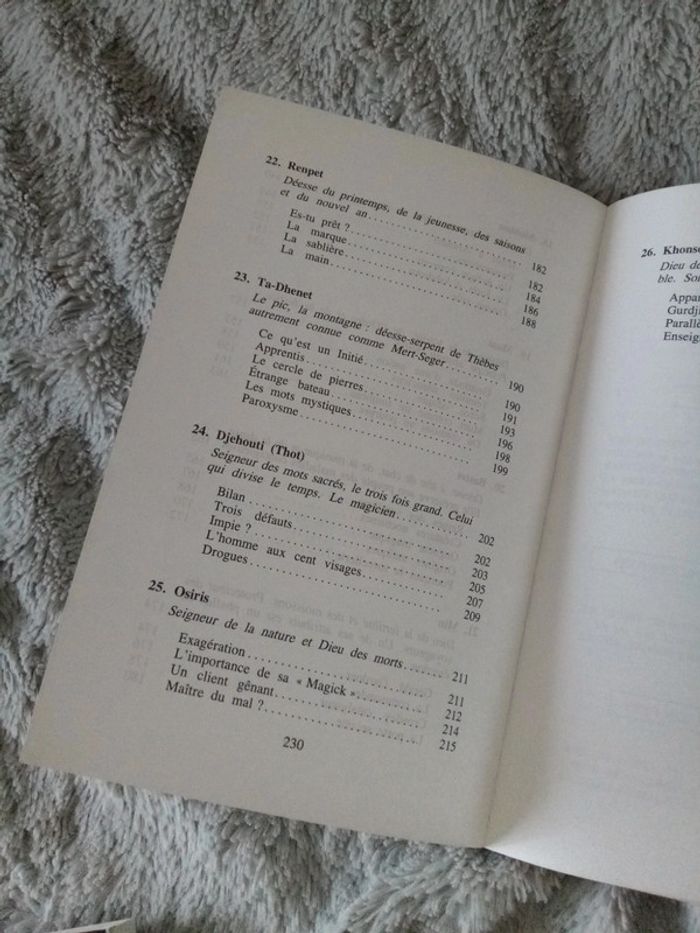 22. Renpet
Déesse du printemps, de la jeunesse, des saisons
et du nouvel an.......................... 182
Es-tu prêt ?.......................... 182
La marque.......................... 184
La sablière.......................... 186
La main.......................... 188
23. Ta-Dhenet
Le pic, la montagne : déesse-serpent de Thèbes
autrement connue comme Mert-Seger.......... 190
Ce qu'est un Initié.......................... 190
Apprentis.......................... 191
Le cercle de pierres.......................... 193
Étrange bateau.......................... 196
Les mots mystiques.......................... 198
Paroxysme.......................... 199
24. Djehouti (Thot)
Seigneur des mots sacrés, le trois fois grand. Celui
qui divise le temps. Le magicien.............. 202
Bilan.......................... 202
Trois défauts.......................... 203
Impie ?.......................... 205
L'homme aux cent visages.................. 207
Drogues.......................... 209
25. Osiris
Seigneur de la nature et Dieu des morts....... 211
Exagération.......................... 211
L'importance de sa « Magick ».............. 212
Un client gênant.......................... 214
Maître du mal ?.......................... 215
230
26. Khons
Dieu de
ble. So
Appa
Gurdj
Parall
Enseig